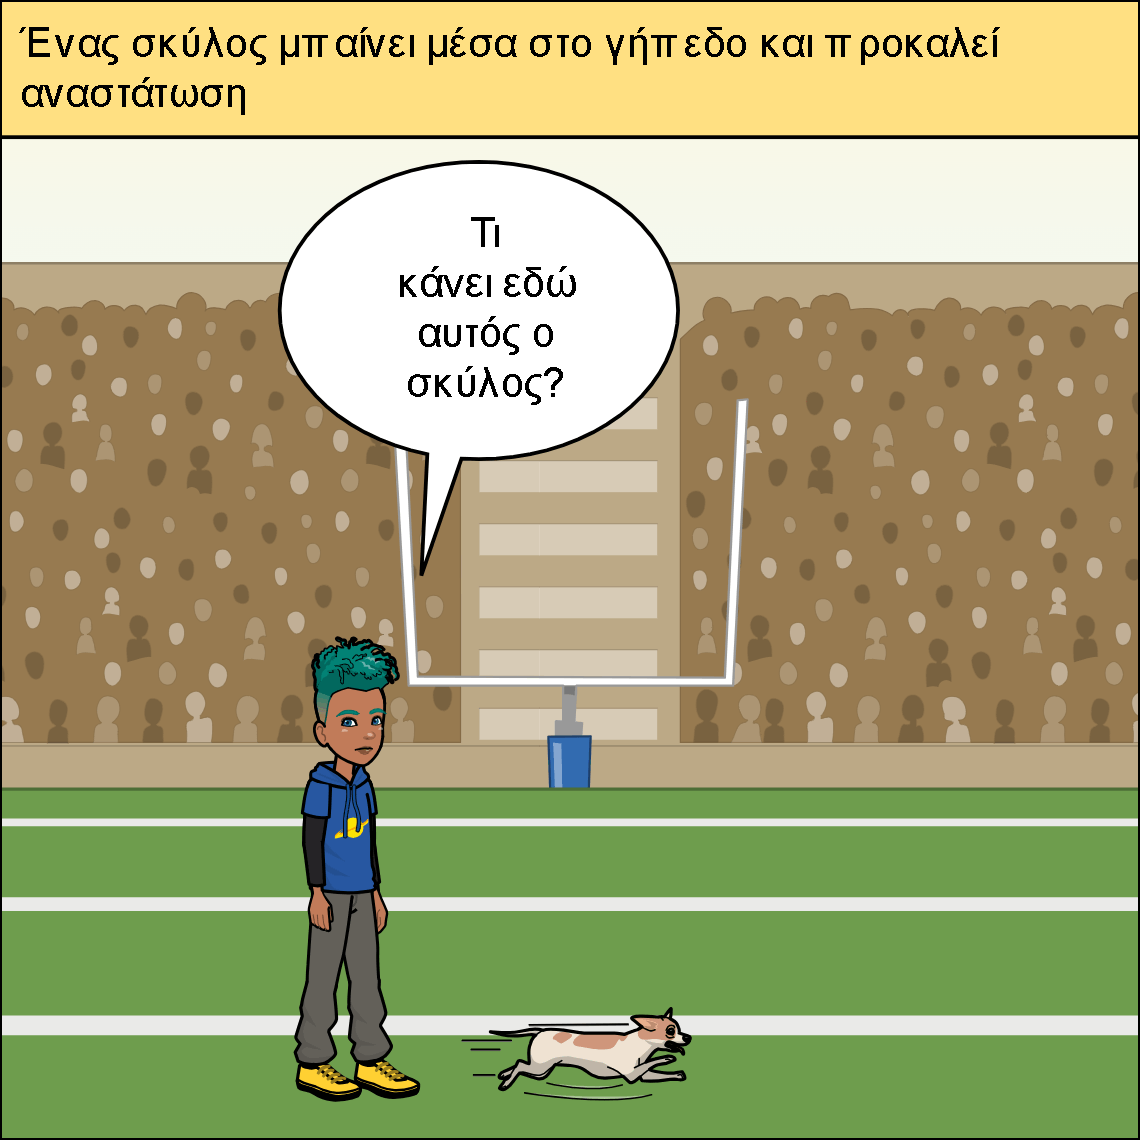 Ένας σκύλος μπαίνει μέσα στο γήπεδο και προκαλεί
αναστάτωση
Τι
κάνει εδώ
αυτός ο
σκύλος?